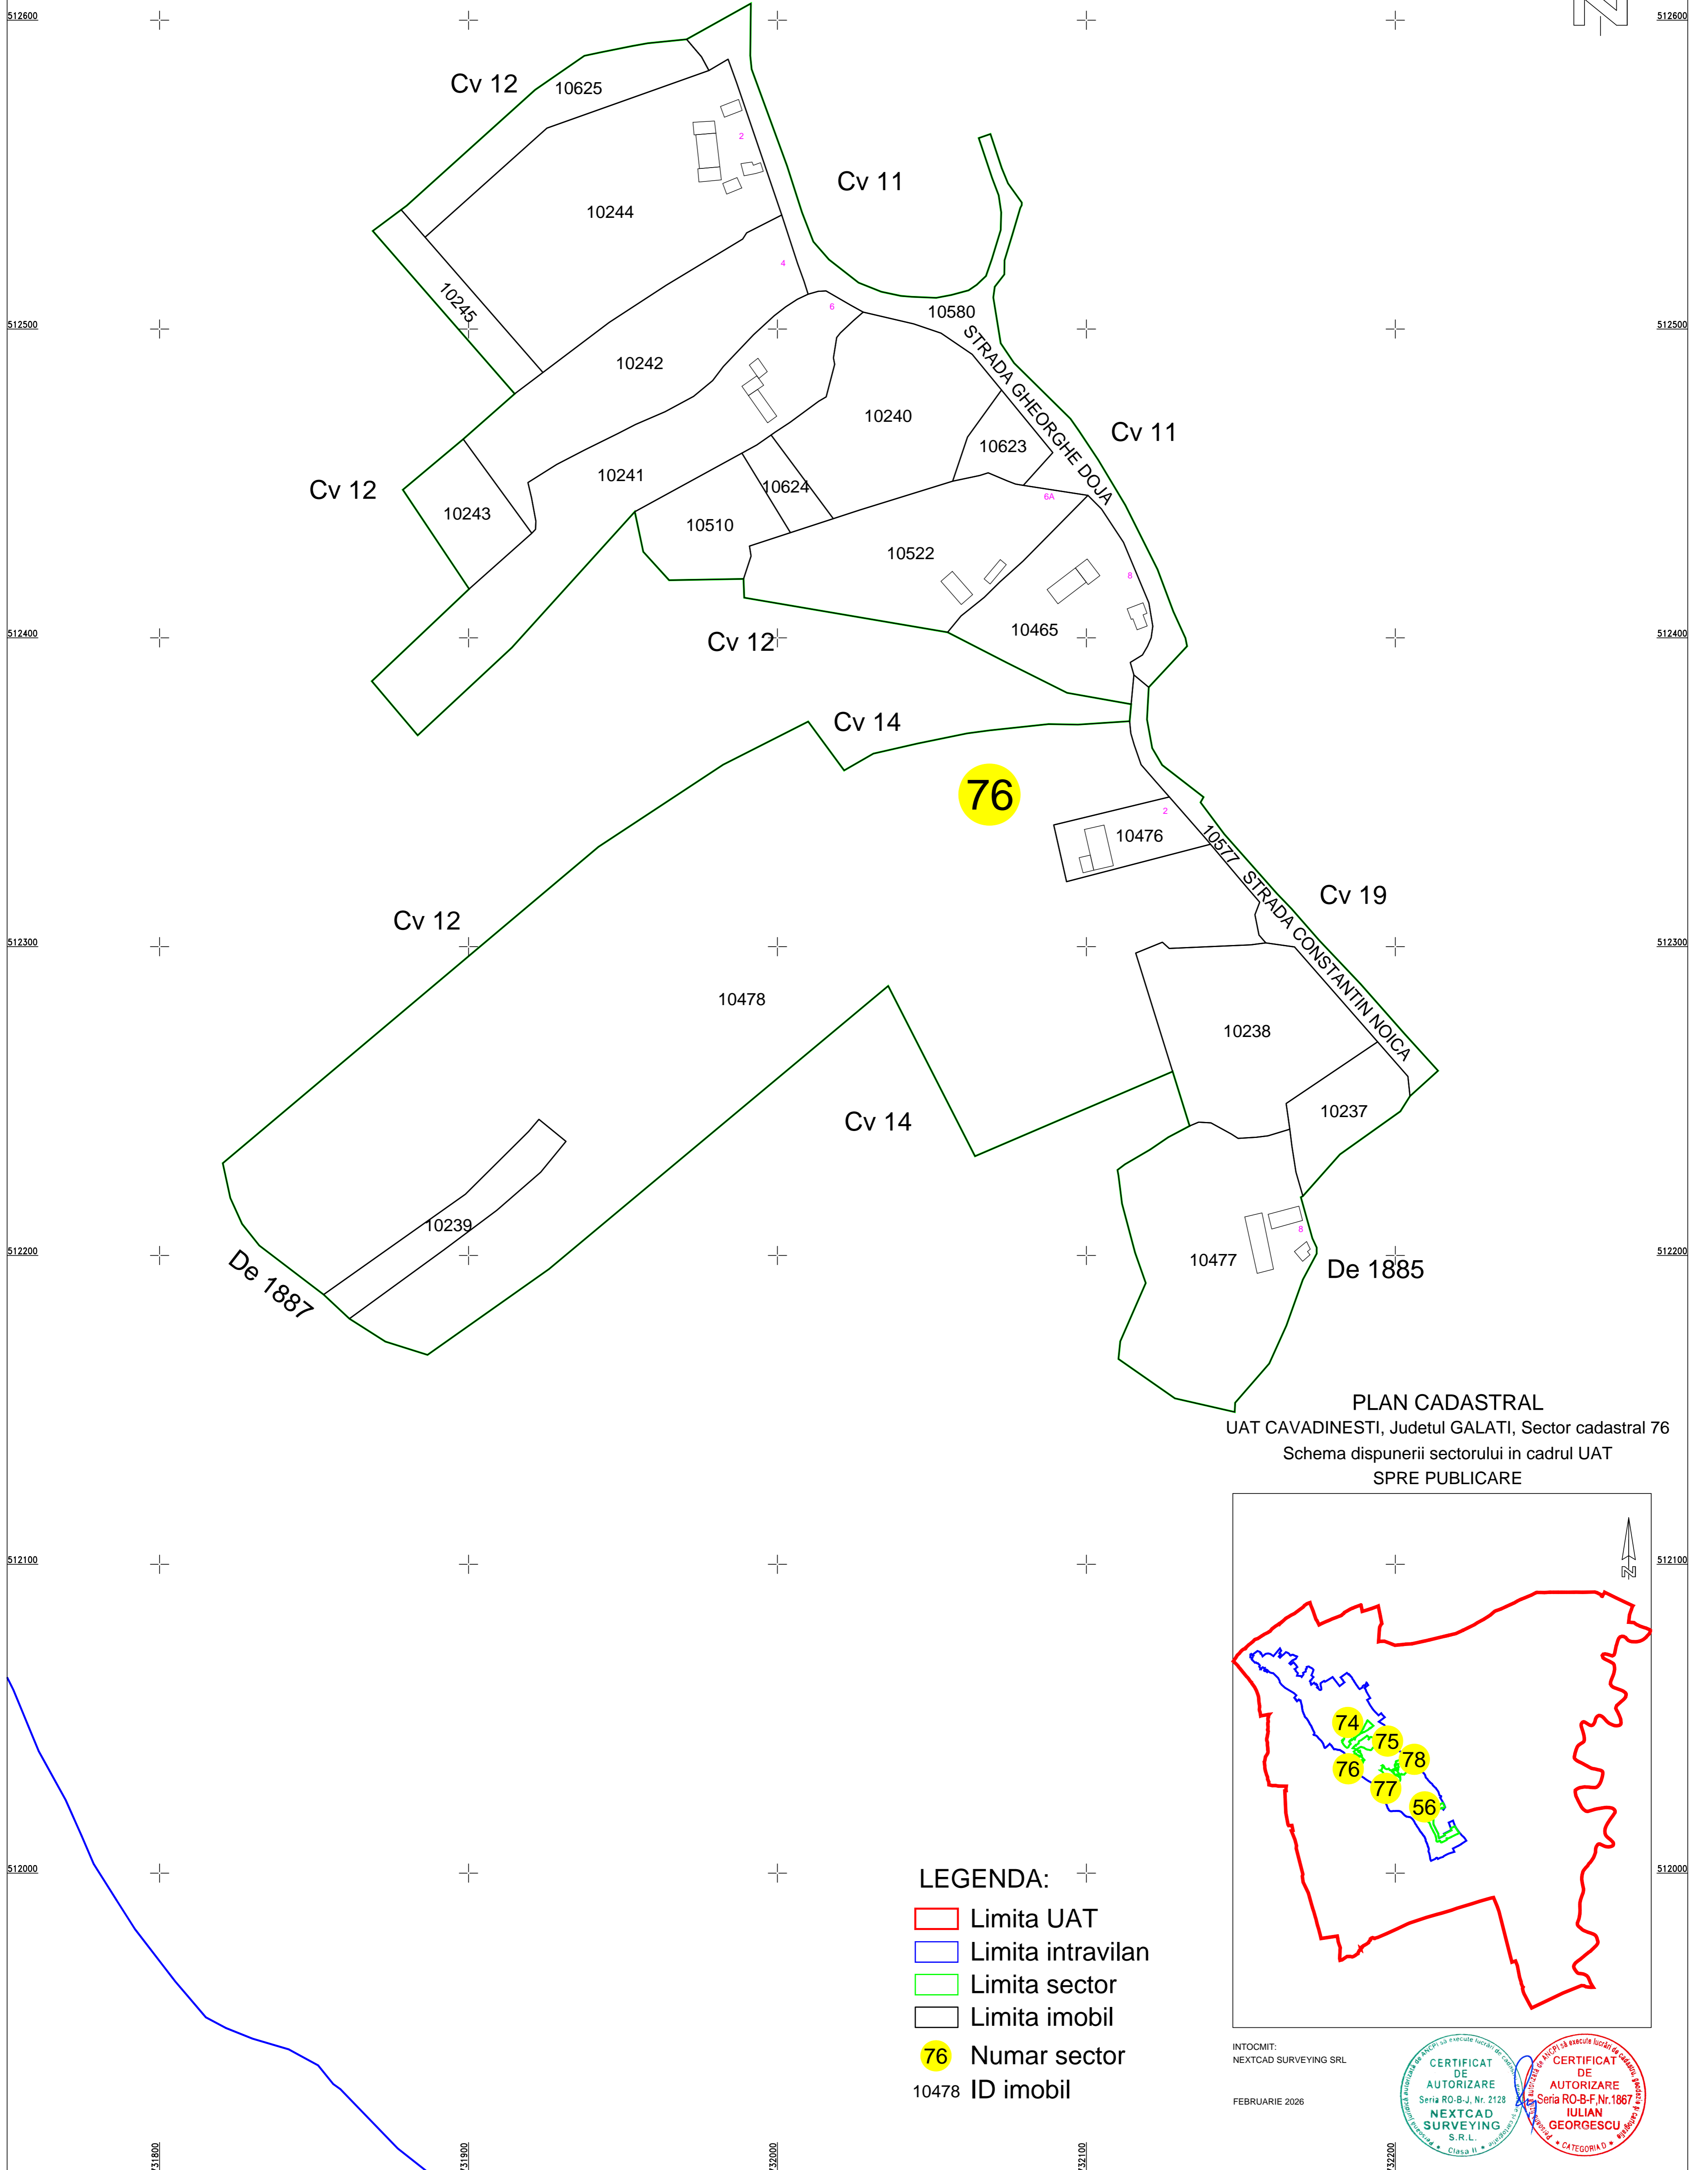 512600
512600
Cv 12
10625
2
Cv 11
10244
4
10245
6
10580
512500
512500
STRADA GHEORGHE DOJA
10242
10240
Cv 11
10623
10241
10624
Cv 12
6A
10243
10510
10522
8
10465
512400
512400
Cv 12
Cv 14
76
2
10476
10577
STRADA CONSTANTIN NOICA
Cv 19
Cv 12
512300
512300
10478
10238
10237
Cv 14
10239
512200
512200
8
10477
De 1885
De 1887
PLAN CADASTRAL
UAT CAVADINESTI, Judetul GALATI, Sector cadastral 76
Schema dispunerii sectorului in cadrul UAT
SPRE PUBLICARE
512100
512100
N
74
75
78
76
77
56
512000
512000
LEGENDA:
Limita UAT
Limita intravilan
Limita sector
Limita imobil
76 Numar sector
10478 ID imobil
INTOCMIT:
NEXTCAD SURVEYING SRL
FEBRUARIE 2026
CERTIFICAT
DE
AUTORIZARE
Seria RO-B-J, Nr. 2128
NEXTCAD
SURVEYING
S.R.L.
Clasa II
CERTIFICAT
DE
AUTORIZARE
Seria RO-B-F, Nr. 1867
IULIAN
GEORGESCU
CATEGORIA D
731800
731900
732000
732100
732200